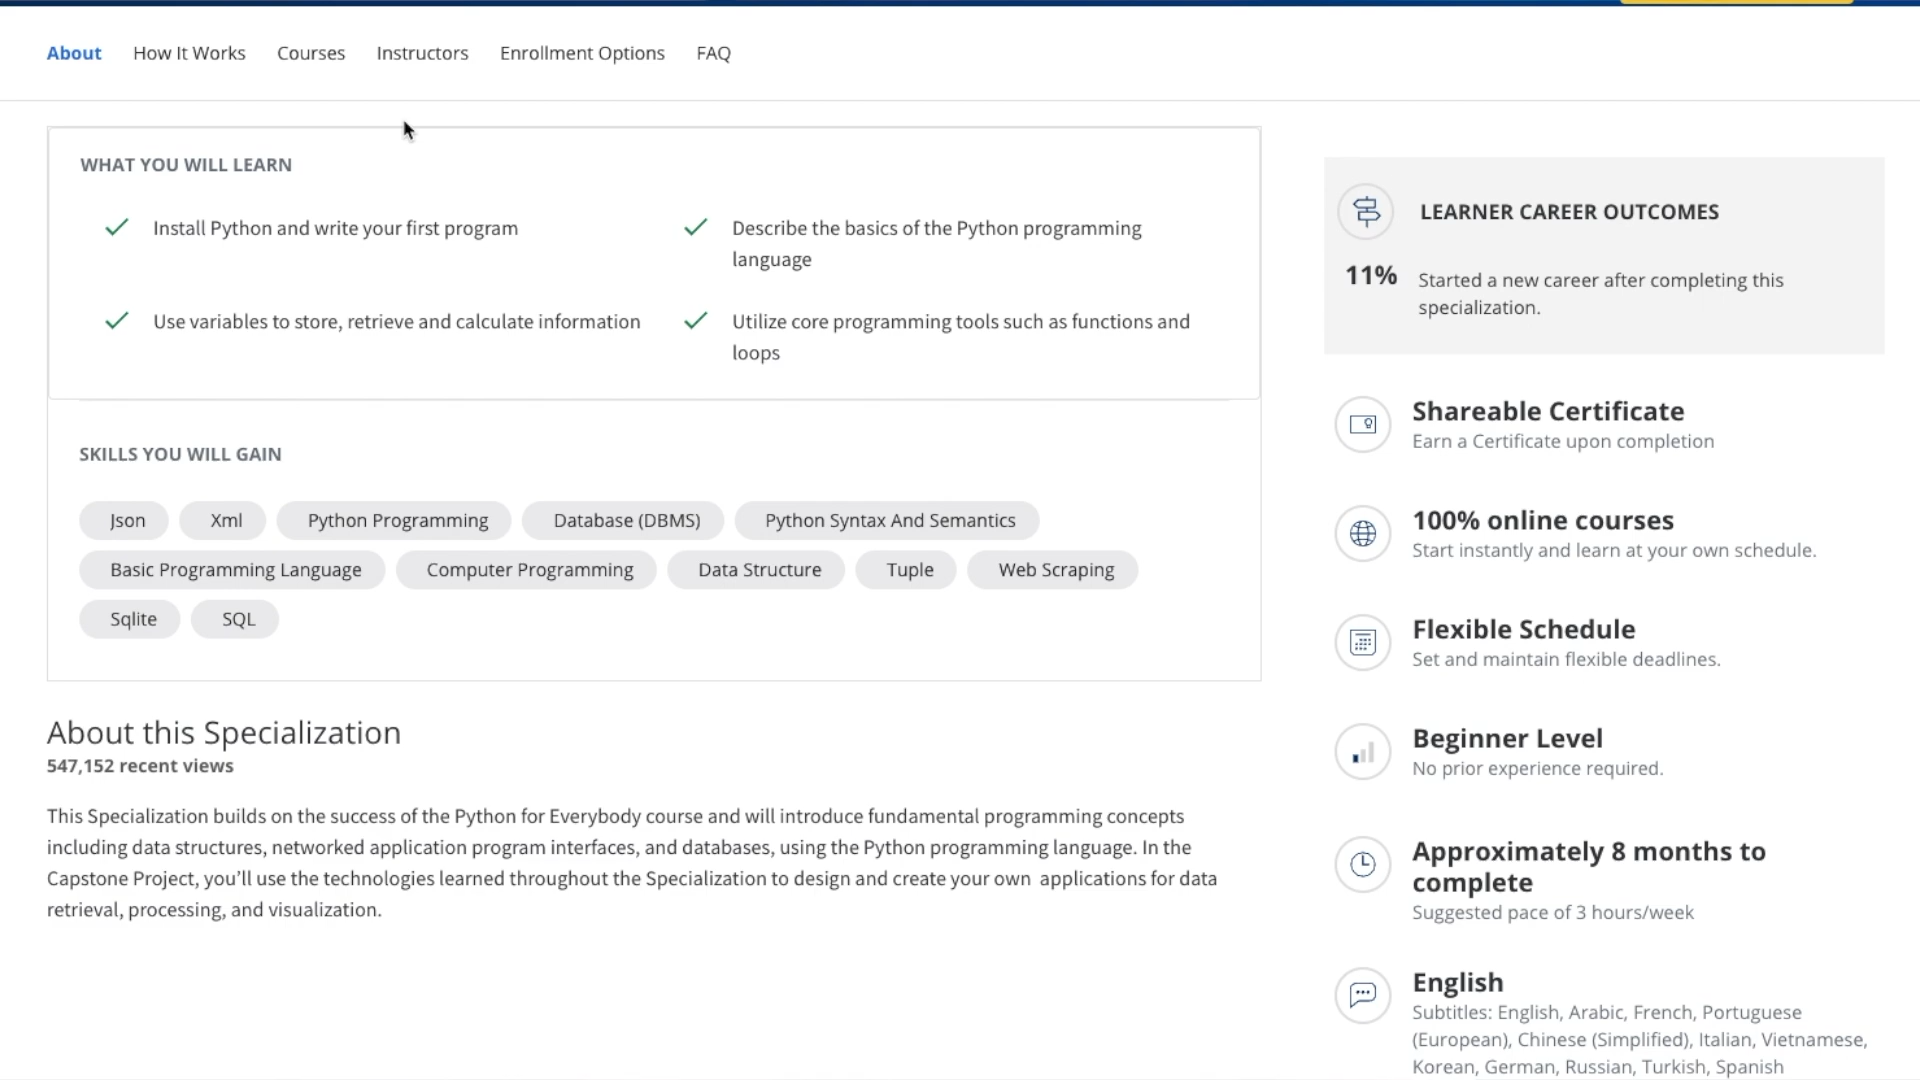 About How It Works Courses Instructors Enrollment Options FAQ
WHAT YOU WILL LEARN
Install Python and write your first program
Describe the basics of the Python programming
language
Use variables to store, retrieve and calculate information
Utilize core programming tools such as functions and
loops
SKILLS YOU WILL GAIN
Json Xml Python Programming Database (DBMS) Python Syntax And Semantics
Basic Programming Language Computer Programming Data Structure Tuple Web Scraping
Sqlite SQL
About this Specialization
547,152 recent views
This Specialization builds on the success of the Python for Everybody course and will introduce fundamental programming concepts
including data structures, networked application program interfaces, and databases, using the Python programming language. In the
Capstone Project, you’ll use the technologies learned throughout the Specialization to design and create your own  applications for data
retrieval, processing, and visualization.
LEARNER CAREER OUTCOMES
11%
Started a new career after completing this
specialization.
Shareable Certificate
Earn a Certificate upon completion
100% online courses
Start instantly and learn at your own schedule.
Flexible Schedule
Set and maintain flexible deadlines.
Beginner Level
No prior experience required.
Approximately 8 months to
complete
Suggested pace of 3 hours/week
English
Subtitles: English, Arabic, French, Portuguese
(European), Chinese (Simplified), Italian, Vietnamese,
Korean, German, Russian, Turkish, Spanish